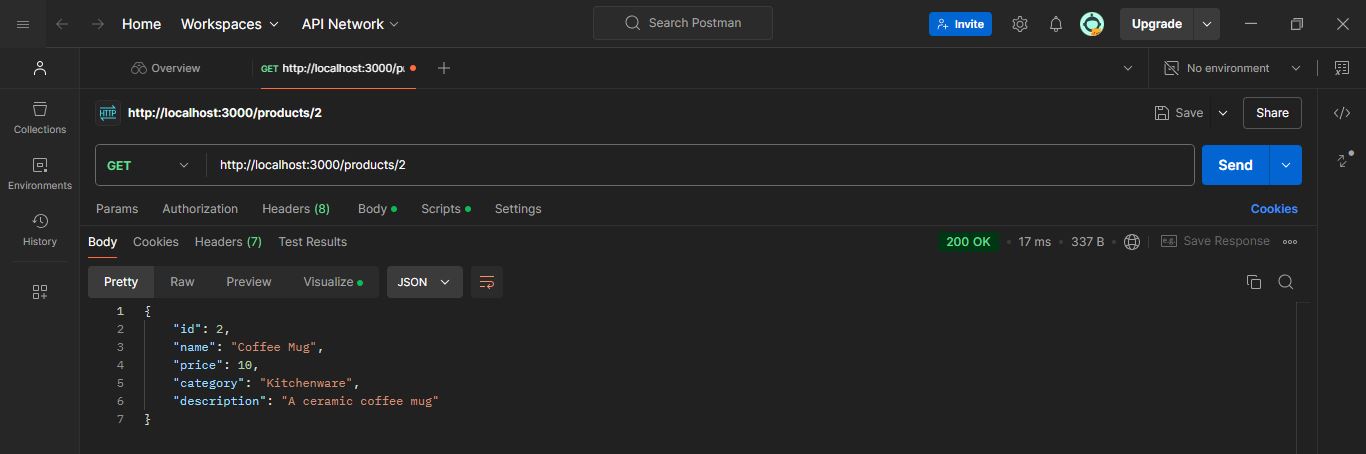 Home Workspaces API Network Search Postman Invite Upgrade
Overview GET http://localhost:3000/p No environment
HTTP http://localhost:3000/products/2 Save Share
Collections
GET http://localhost:3000/products/2 Send
Environments
Params Authorization Headers (8) Body Scripts Settings Cookies
History
Body Cookies Headers (7) Test Results 200 OK 17 ms 337 B e.g. Save Response
Pretty Raw Preview Visualize JSON
1 {
2 "id": 2,
3 "name": "Coffee Mug",
4 "price": 10,
5 "category": "Kitchenware",
6 "description": "A ceramic coffee mug"
7 }